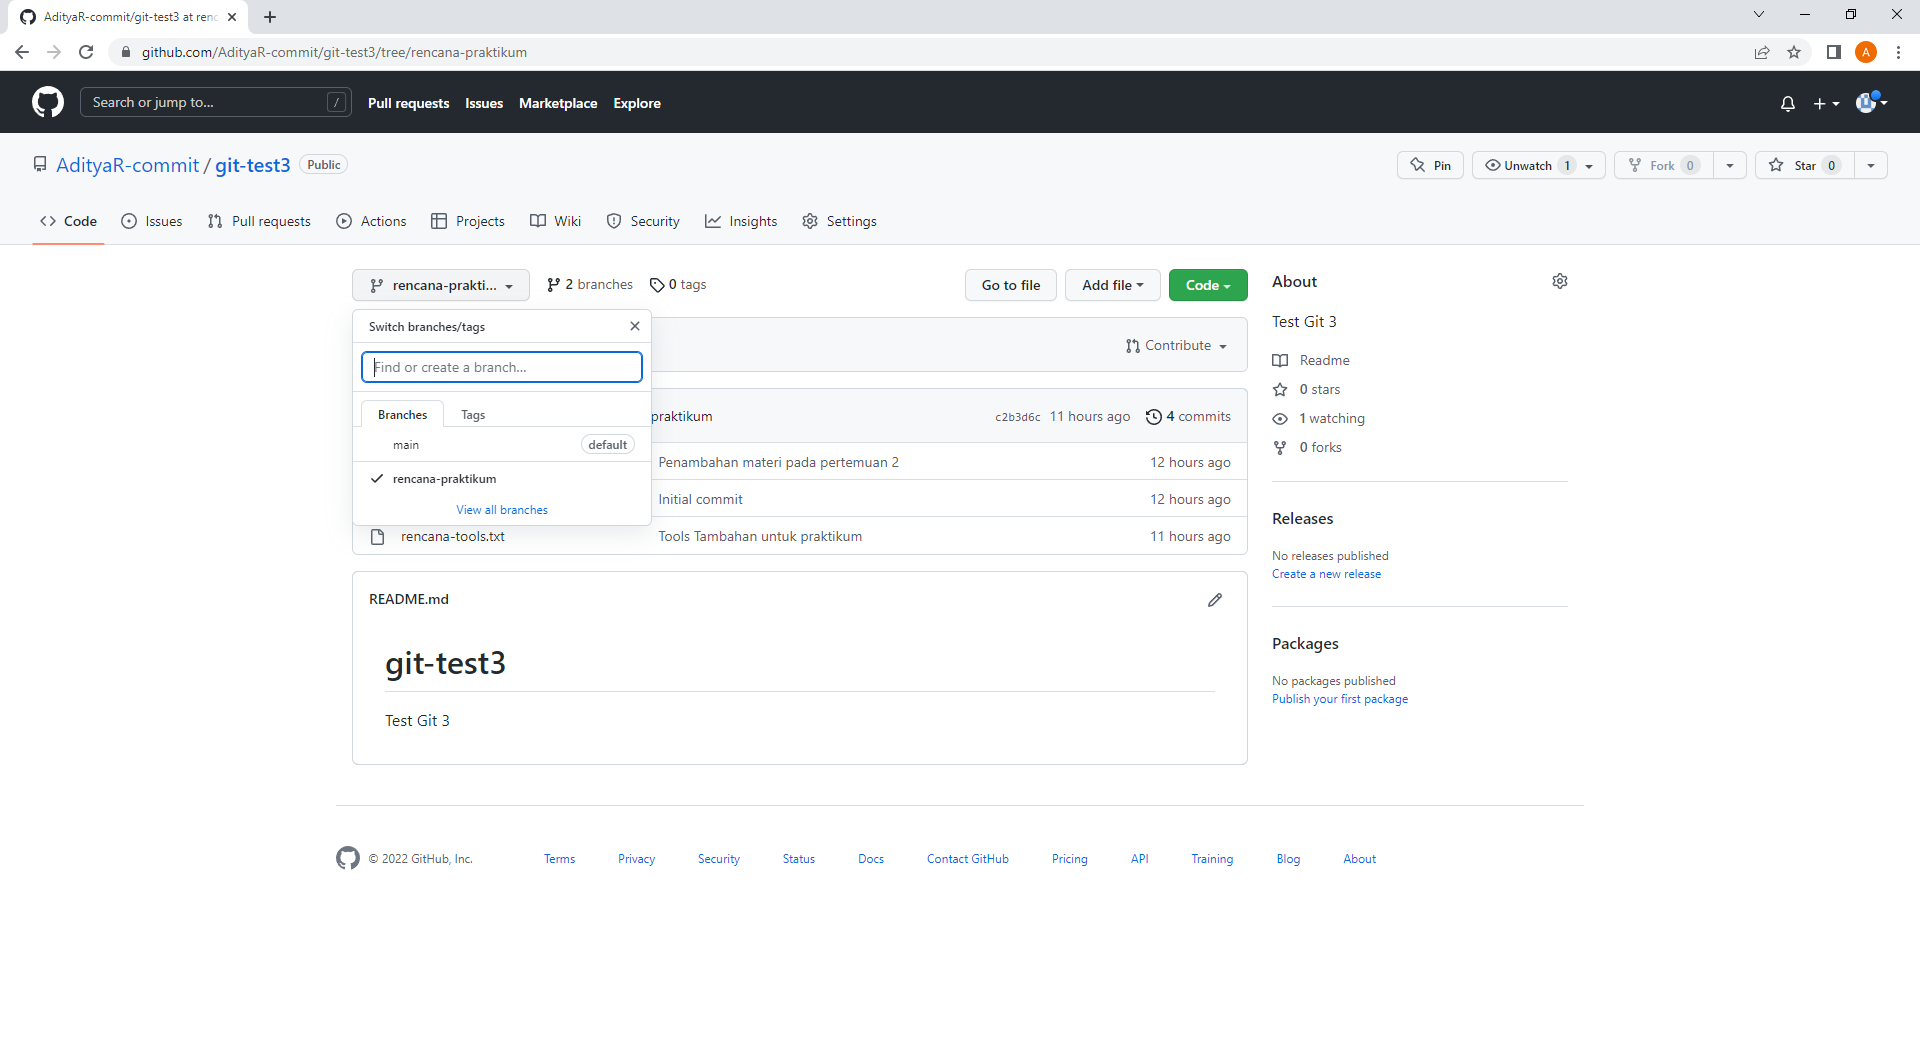 AdityaR-commit/git-test3 at renc
github.com/AdityaR-commit/git-test3/tree/rencana-praktikum
A
Search or jump to...
/
Pull requests
Issues
Marketplace
Explore
AdityaR-commit / git-test3
Public
Pin
Unwatch 1
Fork 0
Star 0
Code
Issues
Pull requests
Actions
Projects
Wiki
Security
Insights
Settings
rencana-prakti...
2 branches
0 tags
Go to file
Add file
Code
Switch branches/tags
Find or create a branch...
Branches
Tags
main
default
rencana-praktikum
View all branches
Contribute
praktikum
c2b3d6c
11 hours ago
4 commits
Penambahan materi pada pertemuan 2
12 hours ago
Initial commit
12 hours ago
rencana-tools.txt
Tools Tambahan untuk praktikum
11 hours ago
README.md
git-test3
Test Git 3
About
Test Git 3
Readme
0 stars
1 watching
0 forks
Releases
No releases published
Create a new release
Packages
No packages published
Publish your first package
© 2022 GitHub, Inc.
Terms
Privacy
Security
Status
Docs
Contact GitHub
Pricing
API
Training
Blog
About